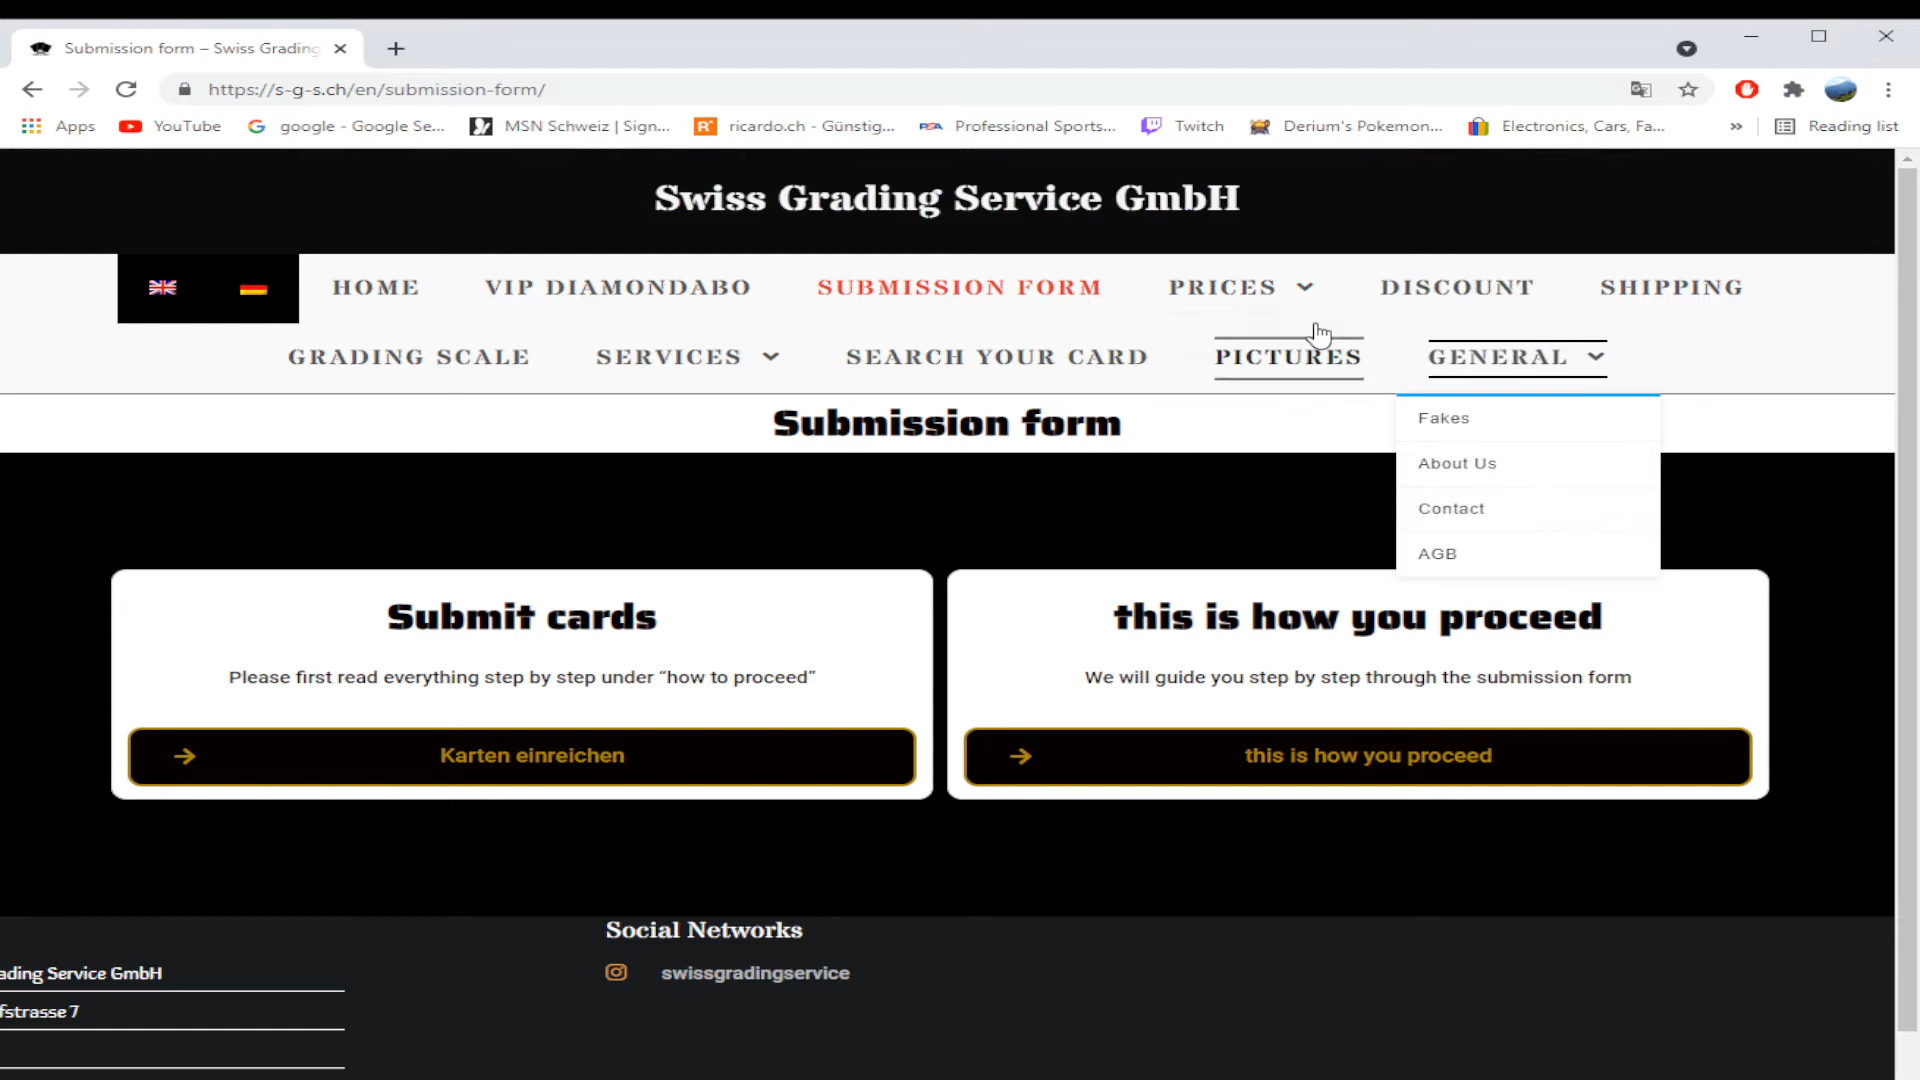 Submission form – Swiss Grading
https://s-g-s.ch/en/submission-form/
Apps YouTube google - Google Se... MSN Schweiz | Sign... ricardo.ch - Günstig... PSA Professional Sports... Twitch Derium's Pokemon... Electronics, Cars, Fa... » Reading list
Swiss Grading Service GmbH
HOME VIP DIAMONDABO SUBMISSION FORM PRICES DISCOUNT SHIPPING
GRADING SCALE SERVICES SEARCH YOUR CARD PICTURES GENERAL
Submission form
Fakes
About Us
Contact
AGB
Submit cards
Please first read everything step by step under “how to proceed”
Karten einreichen
this is how you proceed
We will guide you step by step through the submission form
this is how you proceed
Social Networks
swissgradingservice
ading Service GmbH
fstrasse 7